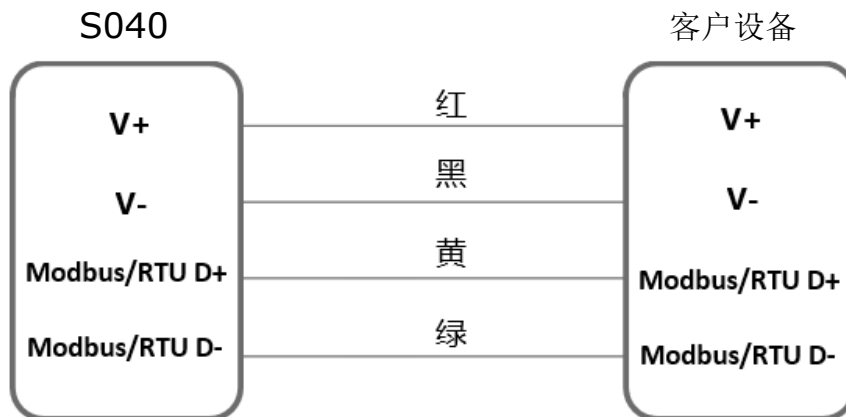 S040 客户设备
V+ 红 V+
V- 黑 V-
Modbus/RTU D+ 黄 Modbus/RTU D+
Modbus/RTU D- 绿 Modbus/RTU D-